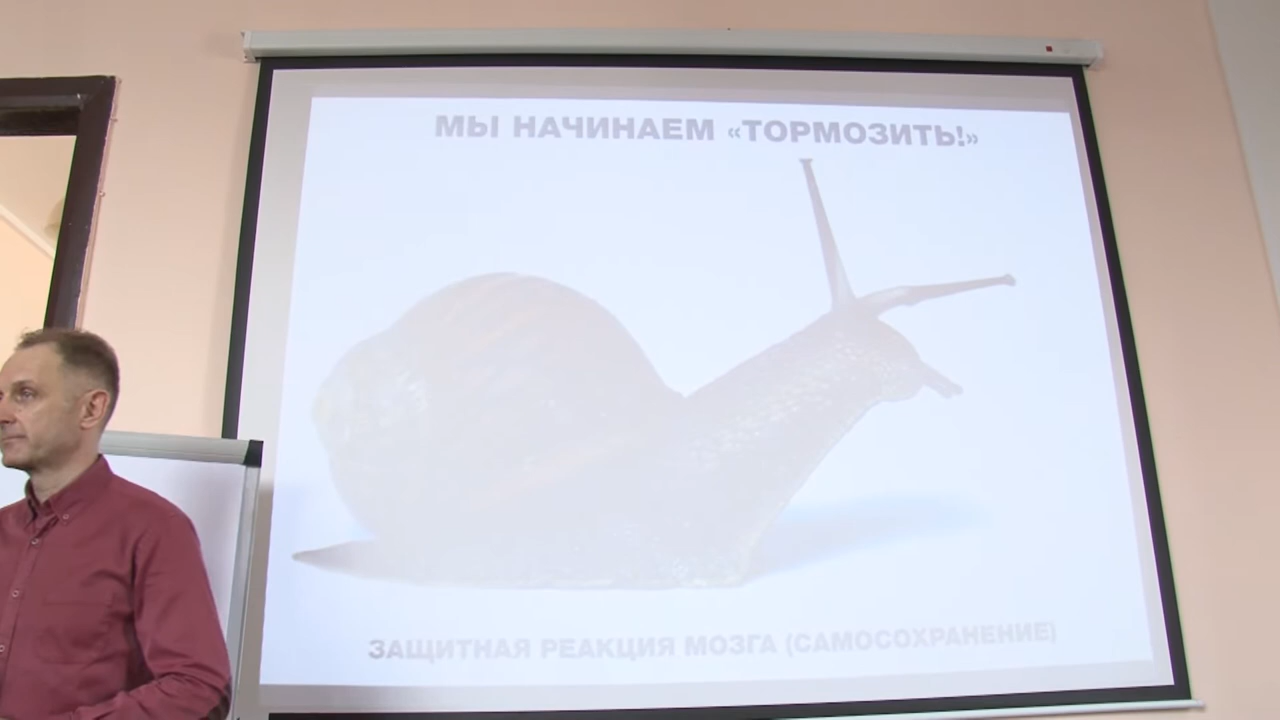 МЫ НАЧИНАЕМ «ТОРМОЗИТЬ!»
ЗАЩИТНАЯ РЕАКЦИЯ МОЗГА (САМОСОХРАНЕНИЕ)